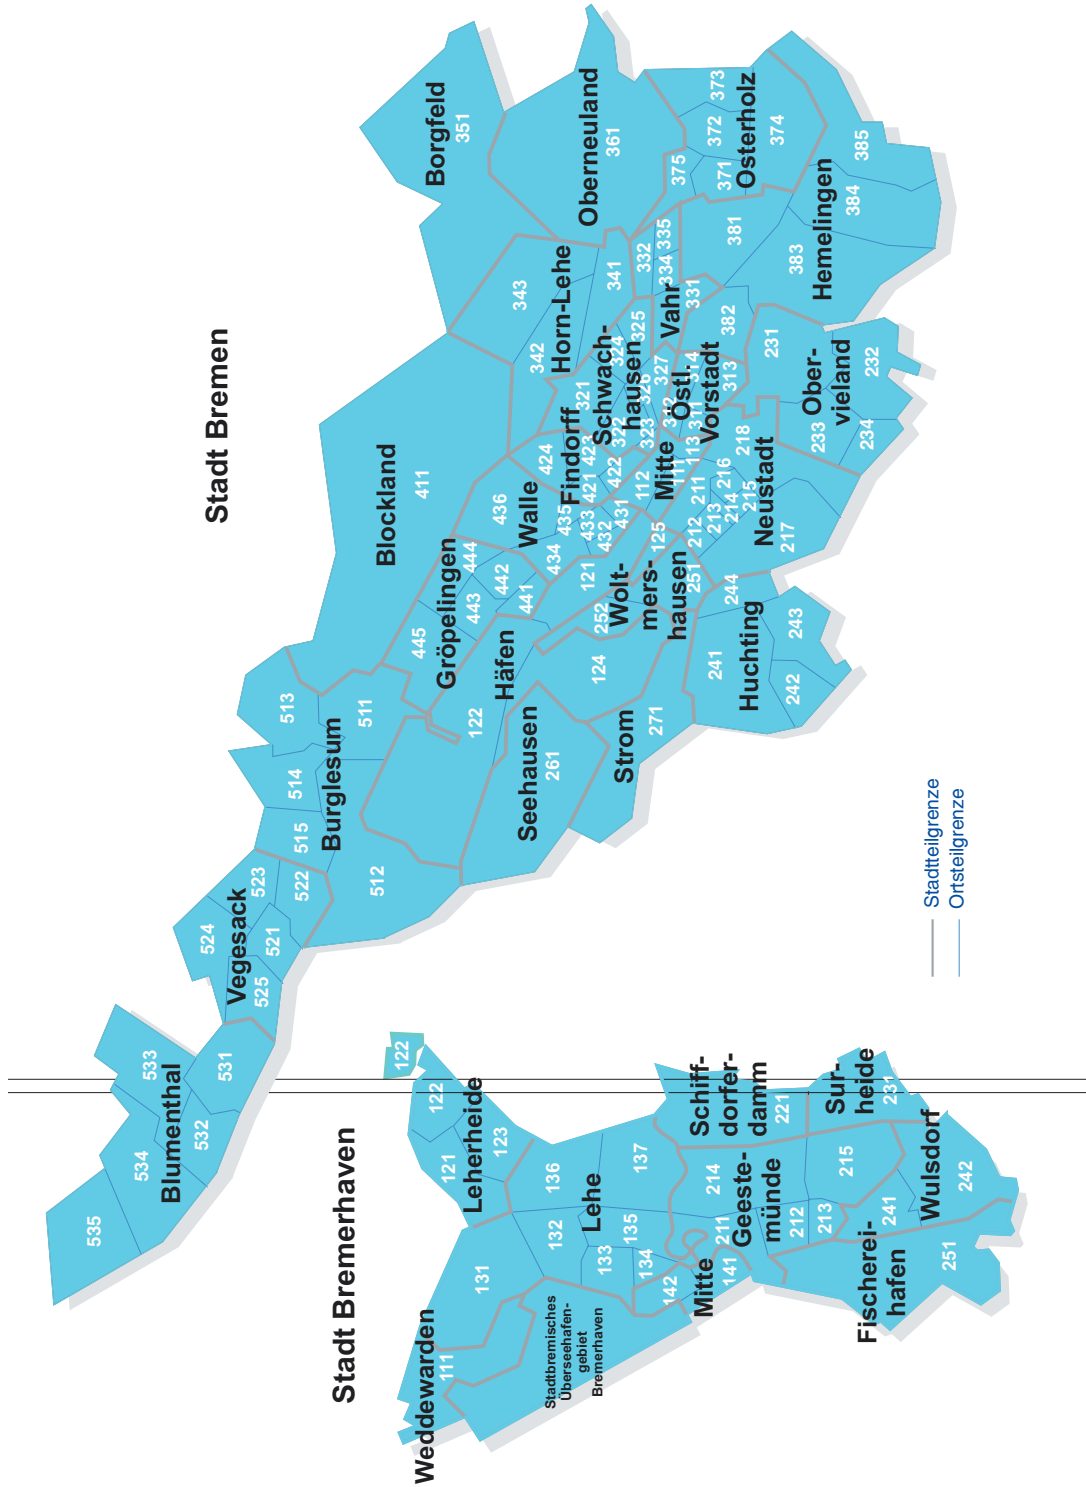 Stadt Bremerhaven
Weddewarden
111
131
Leherheide
121
122
122
123
Lehe
132
133
134
135
136
137
Stadtbremisches
Überseehafen-
gebiet
Bremerhaven
Mitte
141
142
Geeste-
münde
211
212
213
214
215
Schiff-
dorfer-
damm
221
Sur-
heide
231
Wulsdorf
241
242
Fischerei-
hafen
251
Stadt Bremen
Blumenthal
531
532
533
534
535
Vegesack
521
522
523
524
525
Burglesum
511
512
513
514
515
Blockland
411
Gröpelingen
441
442
443
444
445
Walle
431
432
433
434
435
436
Findorff
421
422
423
424
Häfen
121
122
124
125
Seehausen
261
Strom
271
Wolt-
mers-
hausen
251
252
Huchting
241
242
243
244
Mitte
111
112
113
Neustadt
211
212
213
214
215
216
217
218
Ober-
vieland
231
232
233
234
Östl.
Vorstadt
311
312
313
314
Schwach-
hausen
321
322
323
324
325
326
327
Vahr
331
332
334
335
Horn-Lehe
341
342
343
Borgfeld
351
Oberneuland
361
Osterholz
371
372
373
374
375
Hemelingen
381
382
383
384
385
Stadtteilgrenze
Ortsteilgrenze